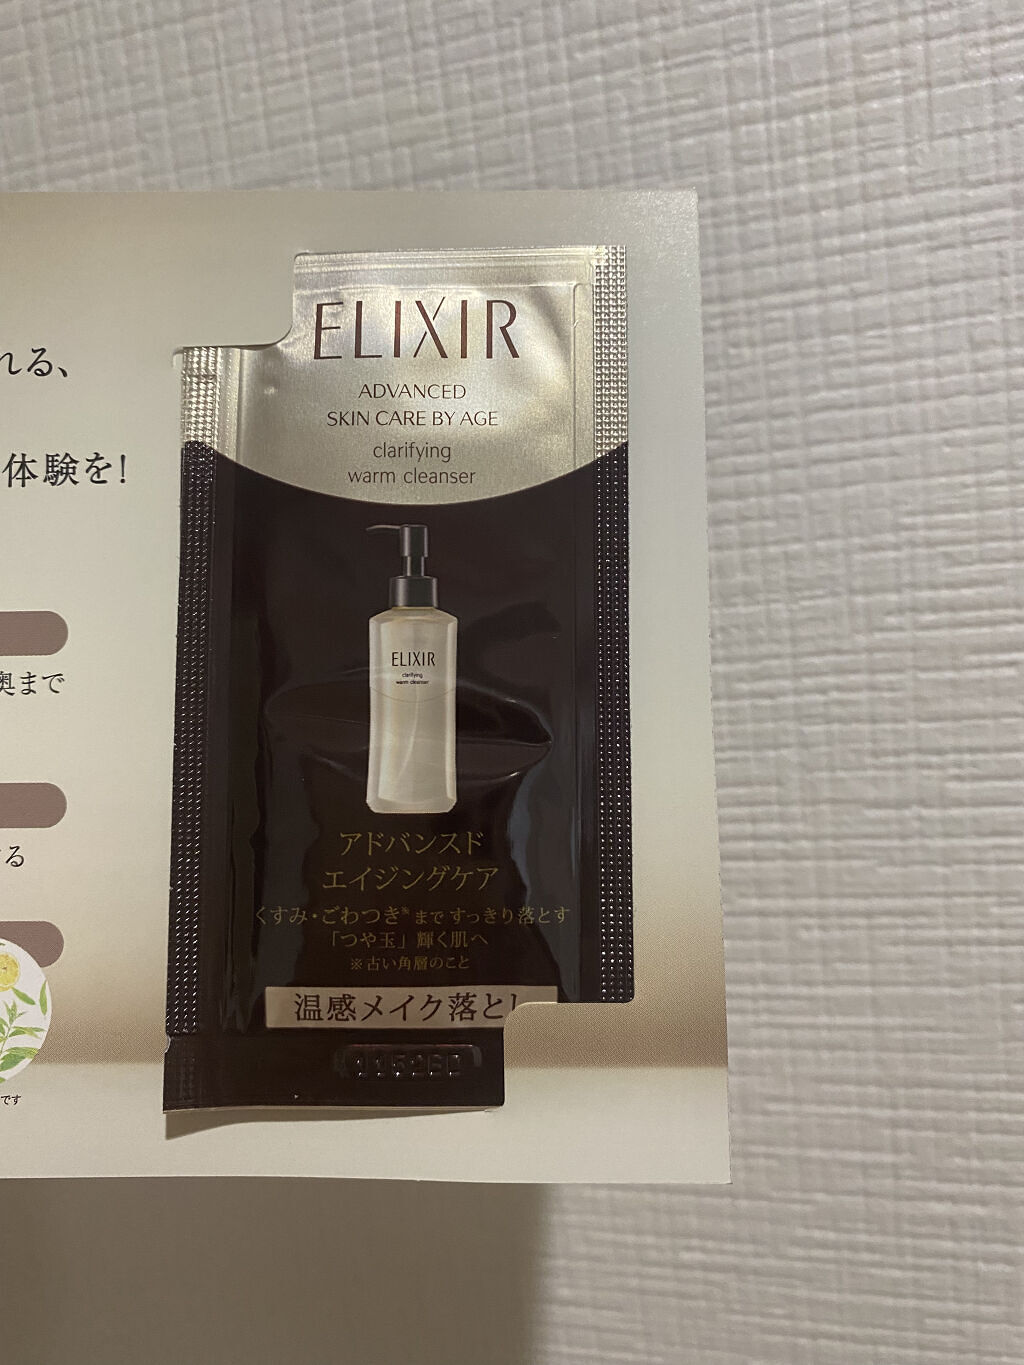 れる、
体験を!
奥まで
る
です
ELIXIR
ADVANCED
SKIN CARE BY AGE
clarifying
warm cleanser
ELIXIR
clarifying
warm cleanser
アドバンスド
エイジングケア
くすみ・ごわつき※まですっきり落とす
「つや玉」輝く肌へ
※古い角層のこと
温感メイク落とし